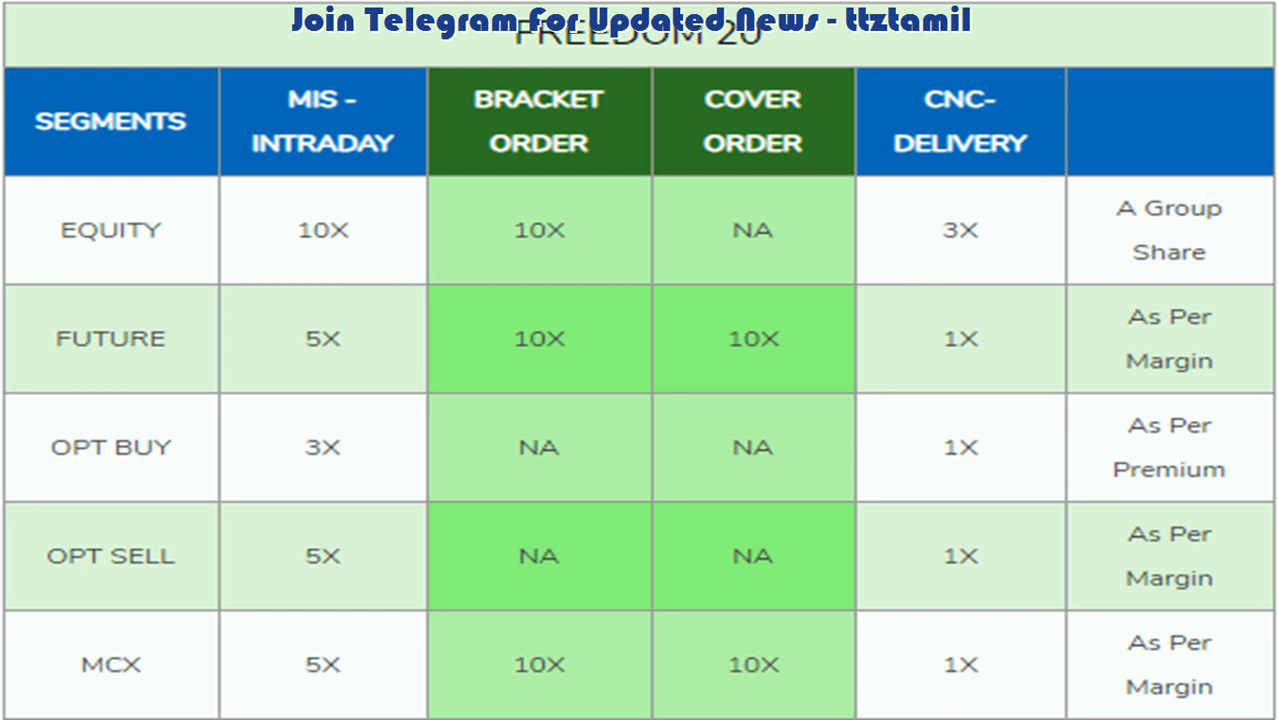 Join Telegram For Updated News - ttztamil
FREEDOM 20
SEGMENTS
MIS -
INTRADAY
BRACKET
ORDER
COVER
ORDER
CNC-
DELIVERY
EQUITY
10X
10X
NA
3X
A Group
Share
FUTURE
5X
10X
10X
1X
As Per
Margin
OPT BUY
3X
NA
NA
1X
As Per
Premium
OPT SELL
5X
NA
NA
1X
As Per
Margin
MCX
5X
10X
10X
1X
As Per
Margin